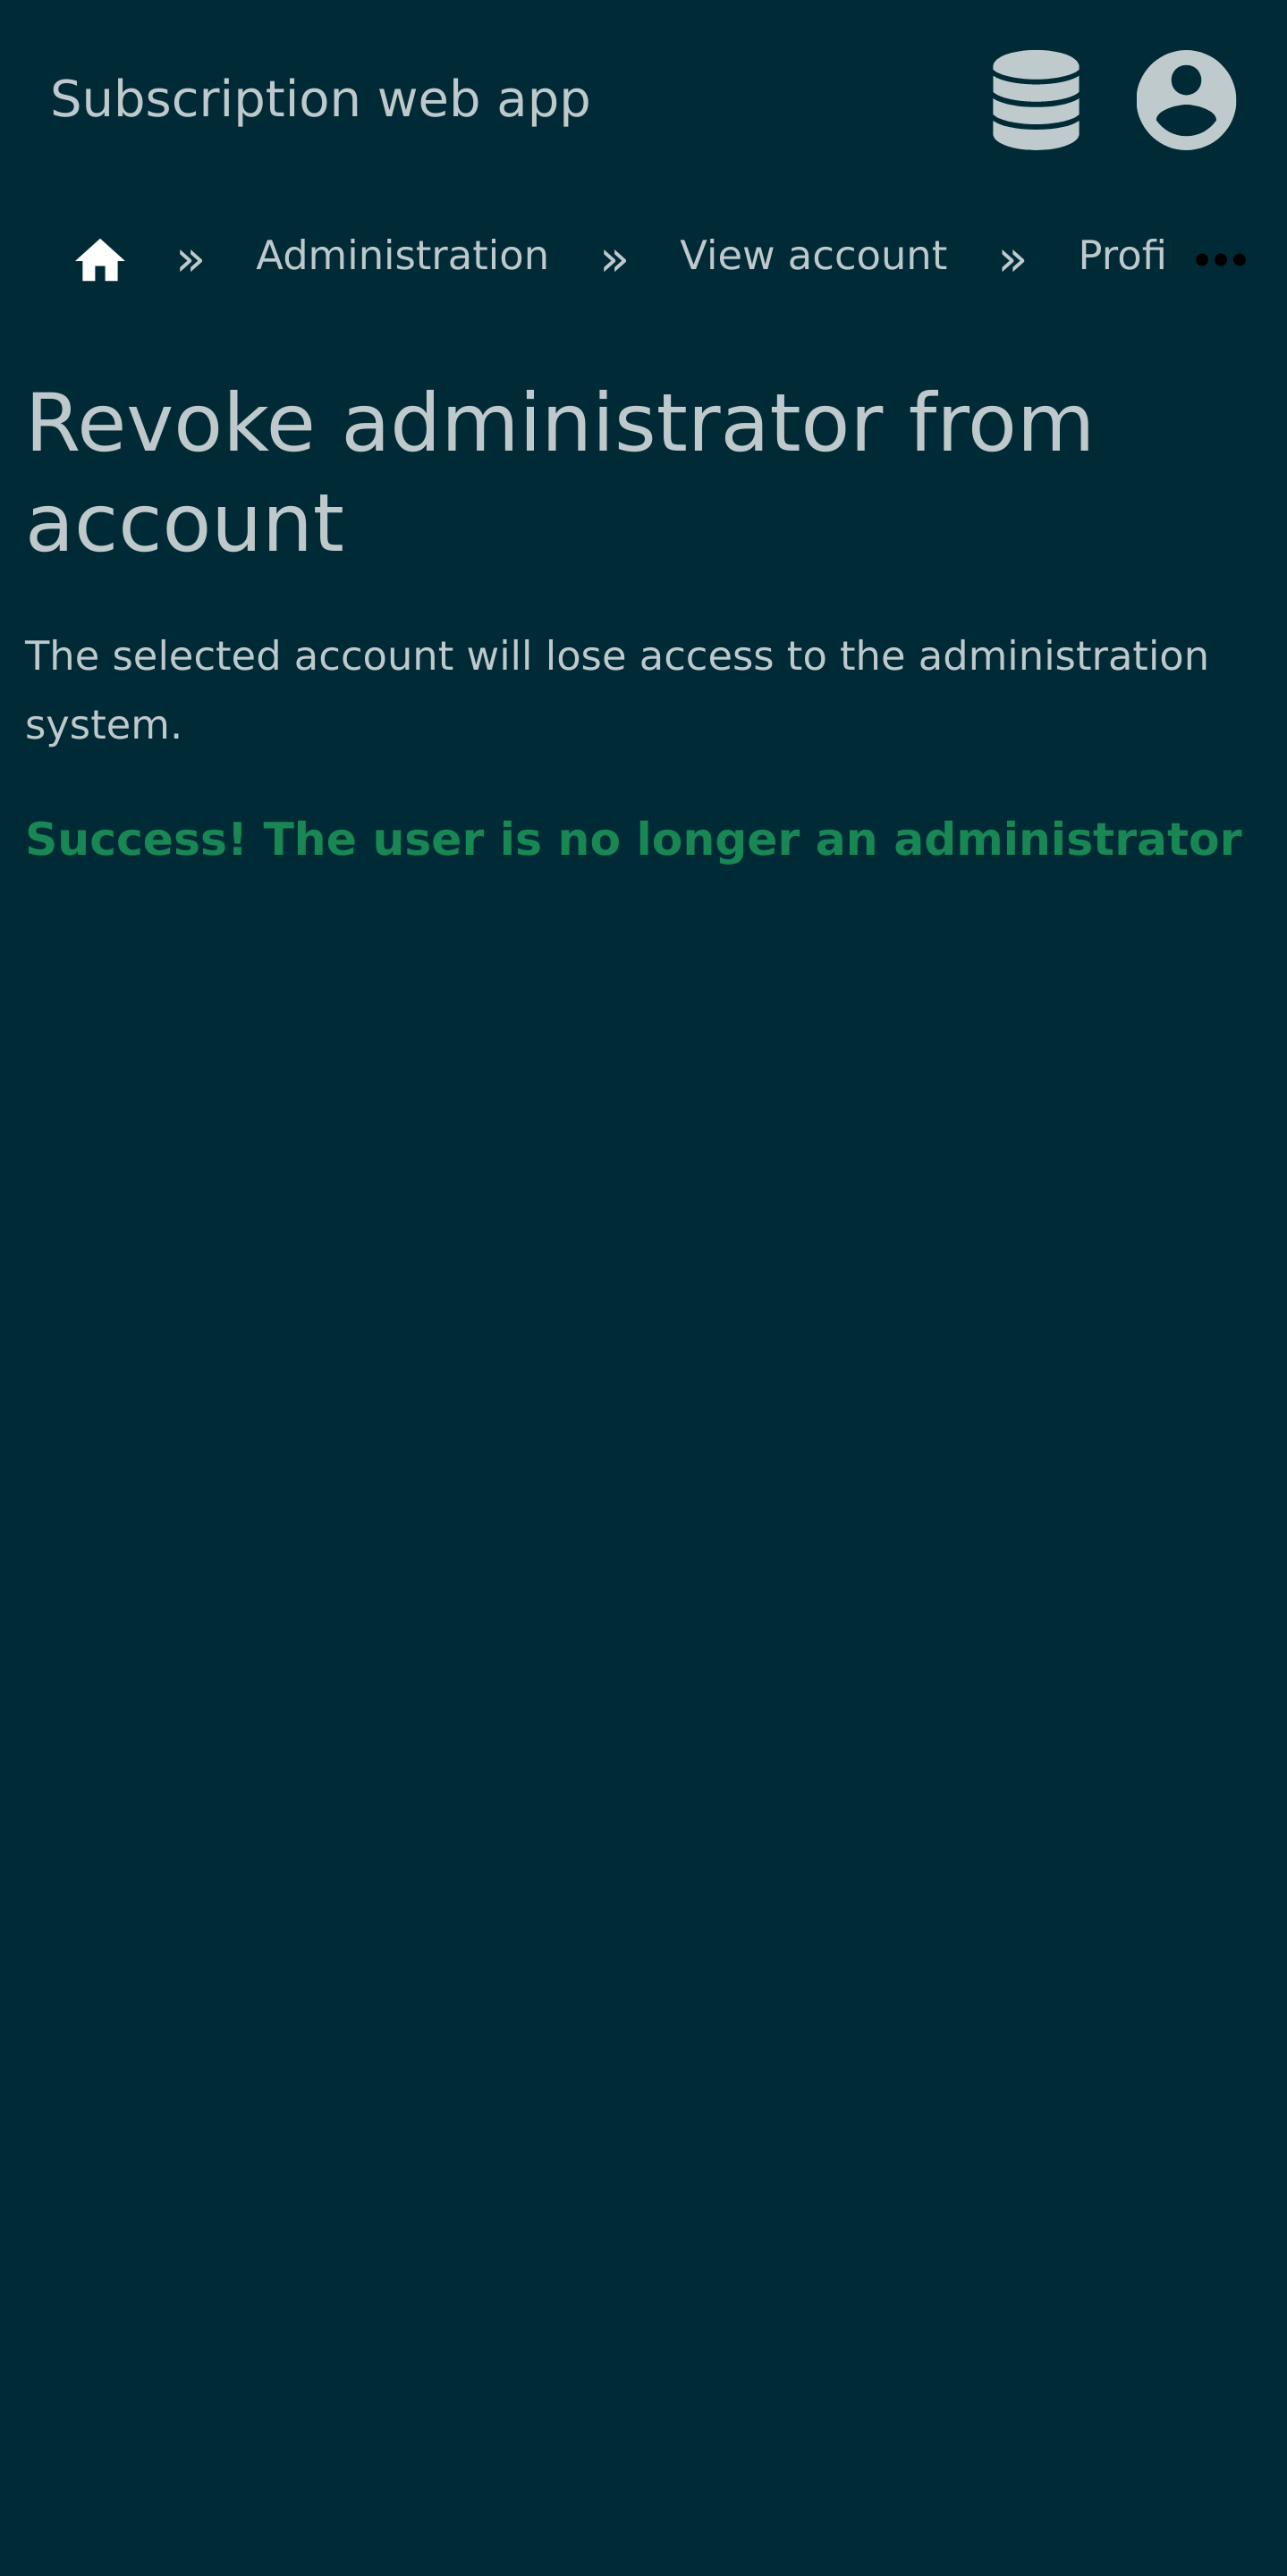 Subscription web app
» Administration » View account » Profi •••
Revoke administrator from
account
The selected account will lose access to the administration
system.
Success! The user is no longer an administrator